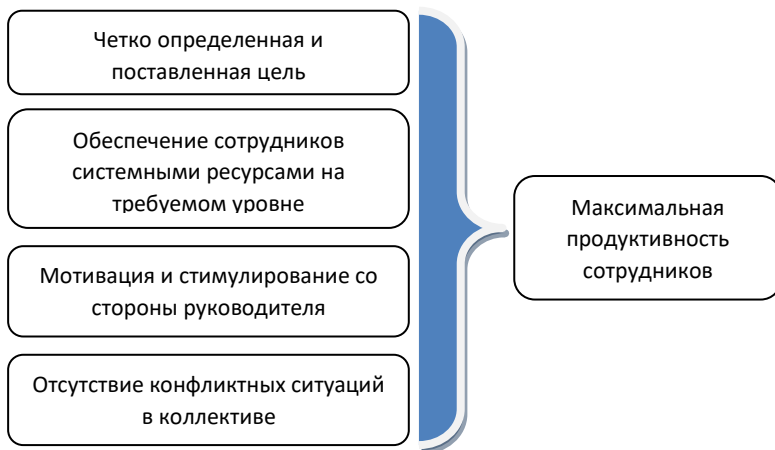 Четко определенная и
поставленная цель
Обеспечение сотрудников
системными ресурсами на
требуемом уровне
Мотивация и стимулирование со
стороны руководителя
Отсутствие конфликтных ситуаций
в коллективе
Максимальная
продуктивность
сотрудников